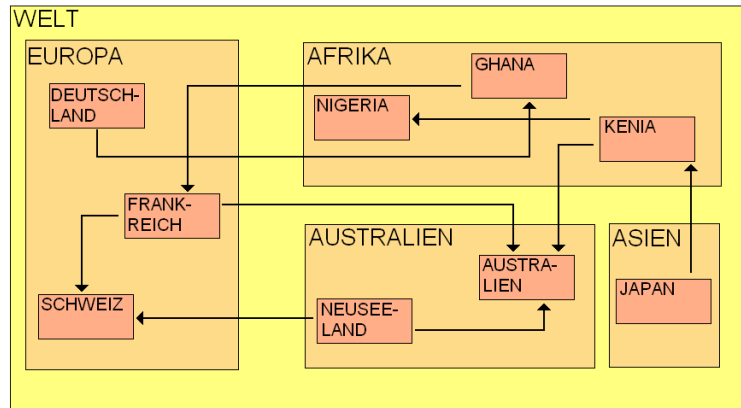 WELT
EUROPA
DEUTSCH-
LAND
FRANK-
REICH
SCHWEIZ
AFRIKA
GHANA
NIGERIA
KENIA
AUSTRALIEN
AUSTRA-
LIEN
NEUSEE-
LAND
ASIEN
JAPAN